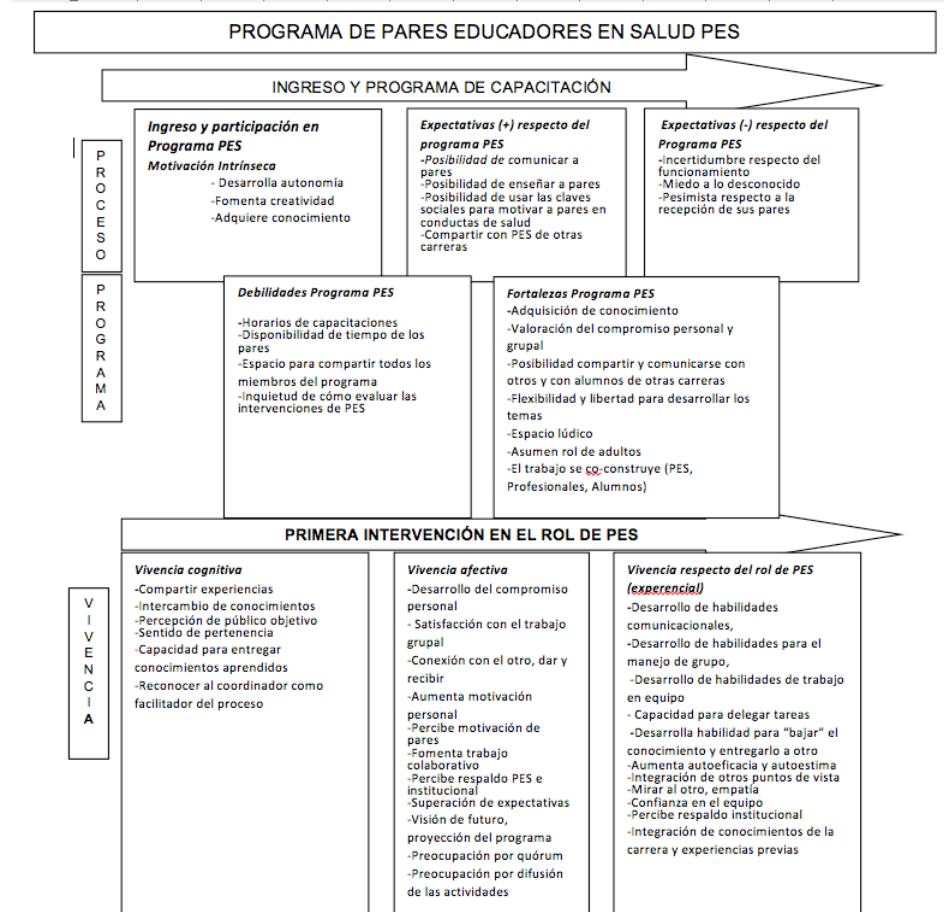 PROGRAMA DE PARES EDUCADORES EN SALUD PES
INGRESO Y PROGRAMA DE CAPACITACIÓN
PROCESO
Ingreso y participación en
Programa PES
Motivación Intrínseca
- Desarrolla autonomía
-Fomenta creatividad
-Adquiere conocimiento
Expectativas (+) respecto del
programa PES
-Posibilidad de comunicar a
pares
-Posibilidad de enseñar a pares
-Posibilidad de usar las claves
sociales para motivar a pares en
conductas de salud
-Compartir con PES de otras
carreras
Expectativas (-) respecto del
Programa PES
-Incertidumbre respecto del
funcionamiento
-Miedo a lo desconocido
-Pesimista respecto a la
recepción de sus pares
PROGRAMA
Debilidades Programa PES
-Horarios de capacitaciones
-Disponibilidad de tiempo de los
pares
-Espacio para compartir todos los
miembros del programa
-Inquietud de cómo evaluar las
intervenciones de PES
Fortalezas Programa PES
-Adquisición de conocimiento
-Valoración del compromiso personal y
grupal
-Posibilidad compartir y comunicarse con
otros y con alumnos de otras carreras
-Flexibilidad y libertad para desarrollar los
temas
-Espacio lúdico
-Asumen rol de adultos
-El trabajo se co-construye (PES,
Profesionales, Alumnos)
PRIMERA INTERVENCIÓN EN EL ROL DE PES
VIVENCIA
Vivencia cognitiva
-Compartir experiencias
-Intercambio de conocimientos
-Percepción de público objetivo
-Sentido de pertenencia
-Capacidad para entregar
conocimientos aprendidos
-Reconocer al coordinador como
facilitador del proceso
Vivencia afectiva
-Desarrollo del compromiso
personal
- Satisfacción con el trabajo
grupal
-Conexión con el otro, dar y
recibir
-Aumenta motivación
personal
-Percibe motivación de
pares
-Fomenta trabajo
colaborativo
-Percibe respaldo PES e
institucional
-Superación de expectativas
-Visión de futuro,
proyección del programa
-Preocupación por quórum
-Preocupación por difusión
de las actividades
Vivencia respecto del rol de PES
(experencial)
-Desarrollo de habilidades
comunicacionales,
-Desarrollo de habilidades para el
manejo de grupo,
-Desarrollo de habilidades de trabajo
en equipo
- Capacidad para delegar tareas
-Desarrolla habilidad para “bajar” el
conocimiento y entregarlo a otro
-Aumenta autoeficacia y autoestima
-Integración de otros puntos de vista
-Mirar al otro, empatía
-Confianza en el equipo
-Percibe respaldo institucional
-Integración de conocimientos de la
carrera y experiencias previas